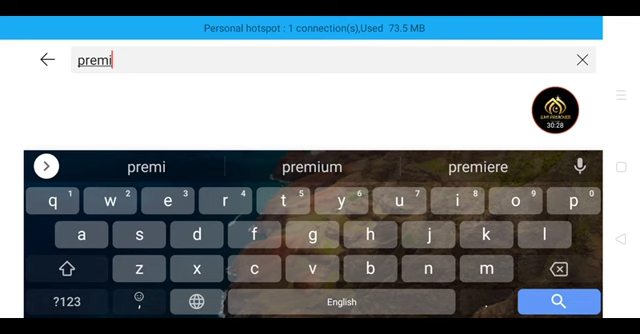 Personal hotspot : 1 connection(s),Used 73.5 MB
premi
30:28
premi premium premiere
q 1 w 2 e 3 r 4 t 5 y 6 u 7 i 8 o 9 p 0
a s d f g h j k l
z x c v b n m
?123 , English .